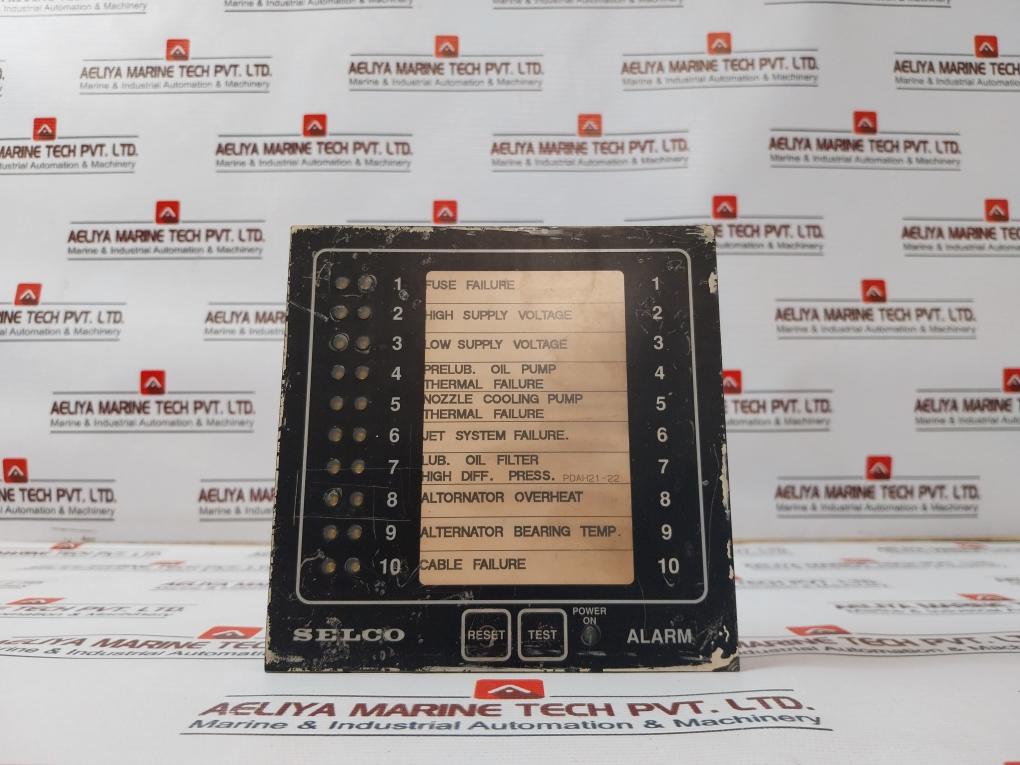 AELIYA MARINE TECH PVT. LTD.
Marine & Industrial Automation & Machinery
1 FUSE FAILURE 1
2 HIGH SUPPLY VOLTAGE 2
3 LOW SUPPLY VOLTAGE 3
4 PRELUB. OIL PUMP 4
THERMAL FAILURE
5 NOZZLE COOLING PUMP 5
THERMAL FAILURE
6 JET SYSTEM FAILURE. 6
7 LUB. OIL FILTER 7
HIGH DIFF. PRESS. PDAH21-22
8 ALTORNATOR OVERHEAT 8
9 ALTERNATOR BEARING TEMP. 9
10 CABLE FAILURE 10
SELCO RESET TEST POWER ON ALARM
AELIYA MARINE TECH PVT. LTD.
Marine & Industrial Automation & Machinery